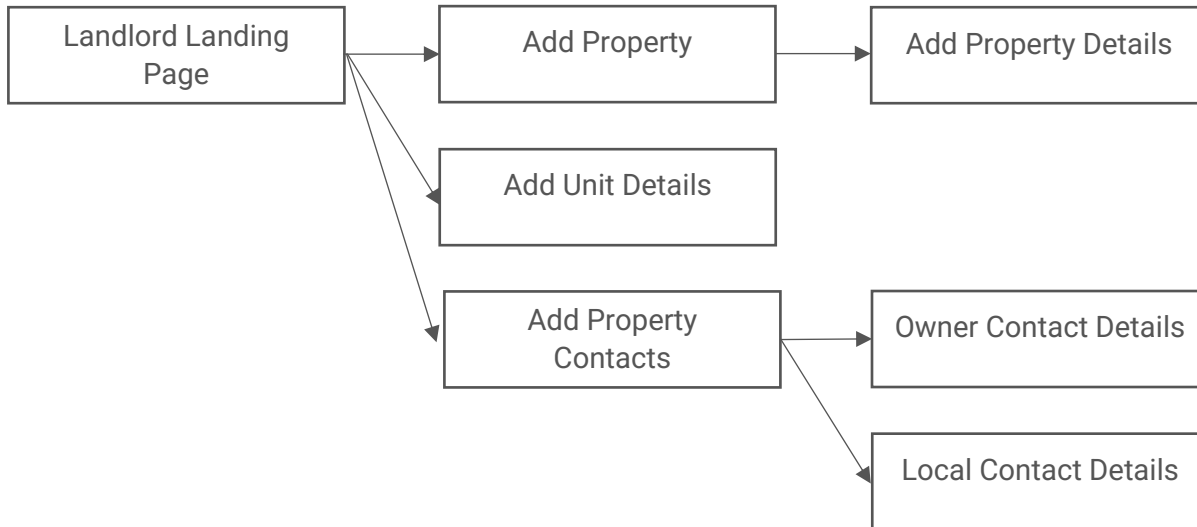 Landlord Landing
Page
Add Property
Add Property Details
Add Unit Details
Add Property
Contacts
Owner Contact Details
Local Contact Details